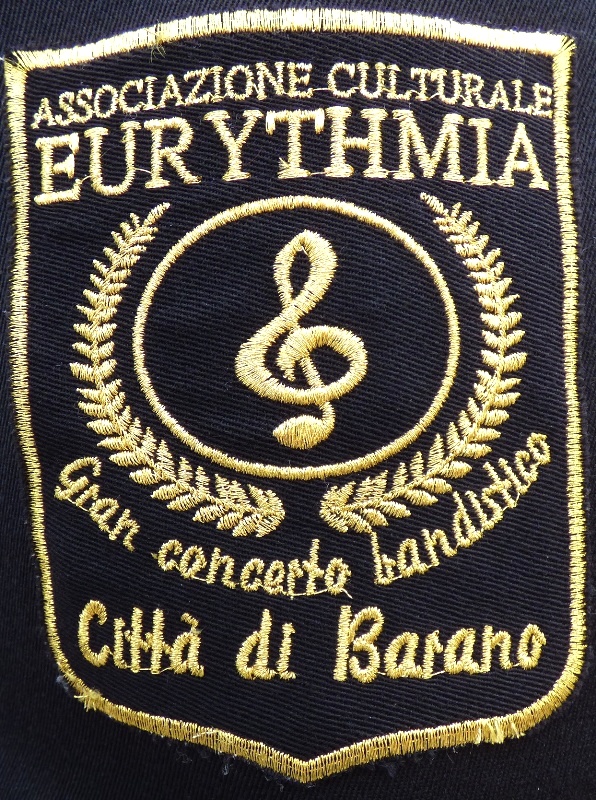 ASSOCIAZIONE CULTURALE
EURYTHMIA
Gran concerto bandistico
Città di Barano